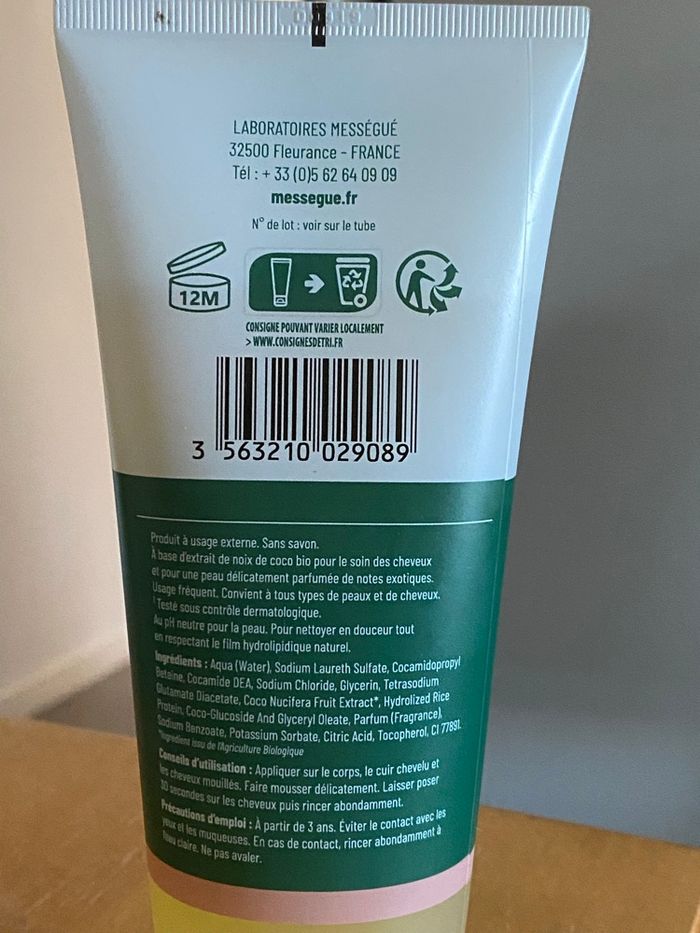 LABORATOIRES MESSÉGUÉ
32500 Fleurance - FRANCE
Tél : + 33 (0)5 62 64 09 09
messegue.fr
N° de lot : voir sur le tube
12M
CONSIGNE POUVANT VARIER LOCALEMENT
> WWW.CONSIGNESDETRI.FR
3 563210 029089
Produit à usage externe. Sans savon.
À base d'extrait de noix de coco bio pour le soin des cheveux
et pour une peau délicatement parfumée de notes exotiques.
Usage fréquent. Convient à tous types de peaux et de cheveux.
¹Testé sous contrôle dermatologique.
Au pH neutre pour la peau. Pour nettoyer en douceur tout
en respectant le film hydrolipidique naturel.
Ingrédients : Aqua (Water), Sodium Laureth Sulfate, Cocamidopropyl
Betaine, Cocamide DEA, Sodium Chloride, Glycerin, Tetrasodium
Glutamate Diacetate, Coco Nucifera Fruit Extract*, Hydrolized Rice
Protein, Coco-Glucoside And Glyceryl Oleate, Parfum (Fragrance),
Sodium Benzoate, Potassium Sorbate, Citric Acid, Tocopherol, CI 77891.
*Ingrédient issu de l'Agriculture Biologique
Conseils d'utilisation : Appliquer sur le corps, le cuir chevelu et
les cheveux mouillés. Faire mousser délicatement. Laisser poser
30 secondes sur les cheveux puis rincer abondamment.
Précautions d'emploi : À partir de 3 ans. Éviter le contact avec les
yeux et les muqueuses. En cas de contact, rincer abondamment à
l'eau claire. Ne pas avaler.